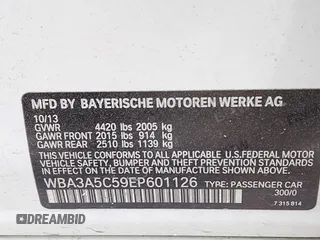 MFD BY BAYERISCHE MOTOREN WERKE AG
10/13
GVWR 4420 lbs 2005 kg
GAWR FRONT 2015 lbs 914 kg
GAWR REAR 2510 lbs 1139 kg
THIS VEHICLE CONFORMS TO ALL APPLICABLE U.S. FEDERAL MOTOR
VEHICLE SAFETY, BUMPER AND THEFT PREVENTION STANDARDS IN
EFFECT ON THE DATE OF MANUFACTURE SHOWN ABOVE.
WBA3A5C59EP601126 TYPE: PASSENGER CAR
300/0
7 315 814
DREAMBID